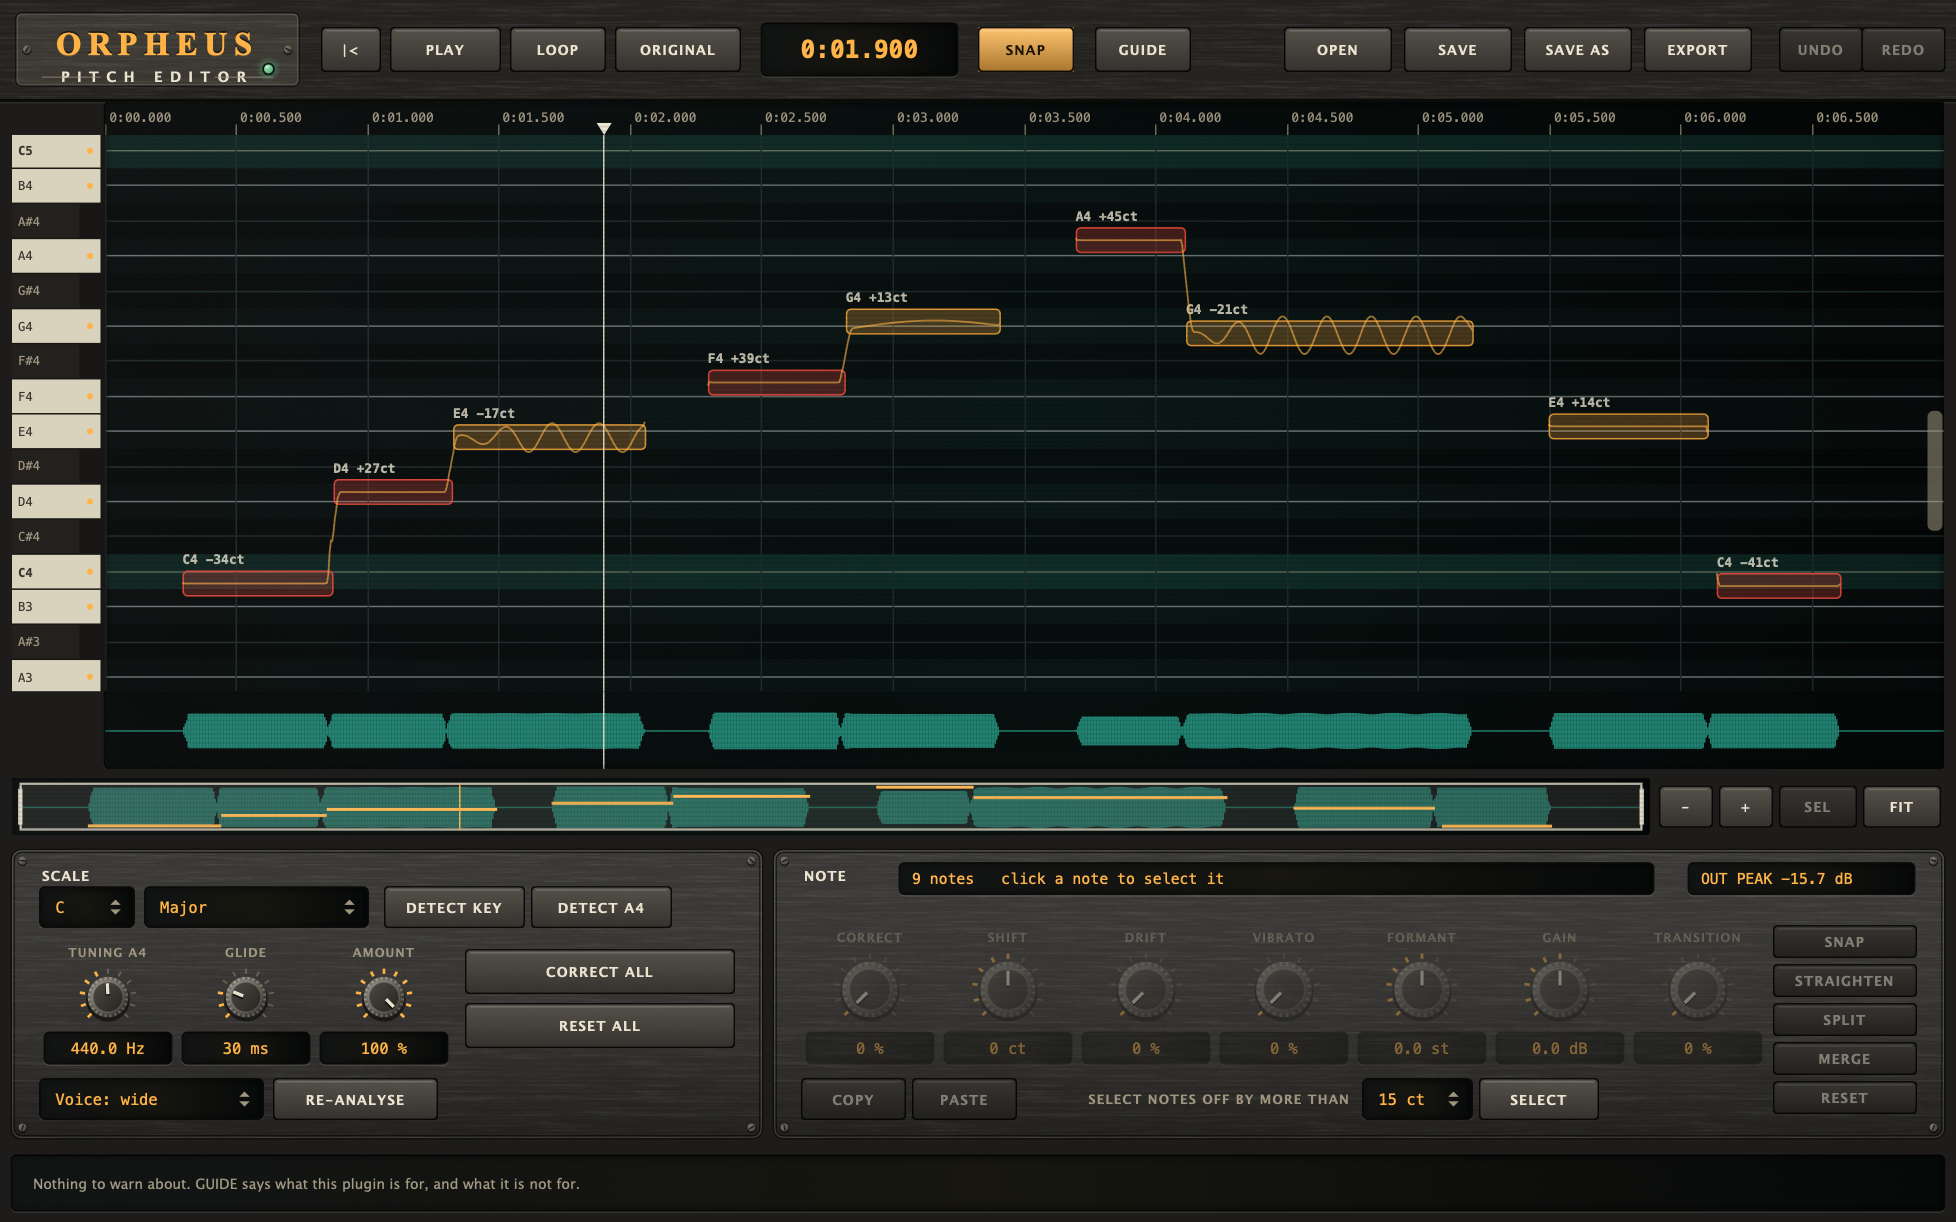 ORPHEUS
PITCH EDITOR
|< PLAY LOOP ORIGINAL 0:01.900 SNAP GUIDE OPEN SAVE SAVE AS EXPORT UNDO REDO
0:00.000 0:00.500 0:01.000 0:01.500 0:02.000 0:02.500 0:03.000 0:03.500 0:04.000 0:04.500 0:05.000 0:05.500 0:06.000 0:06.500
C5
B4
A#4
A4 +45ct
A4
G#4
G4 +13ct
G4 −21ct
G4
F#4
F4 +39ct
F4
E4 +14ct
E4 −17ct
E4
D#4
D4 +27ct
D4
C#4
C4 −34ct
C4 −41ct
C4
B3
A#3
A3
- + SEL FIT
SCALE
C Major DETECT KEY DETECT A4
TUNING A4 GLIDE AMOUNT
CORRECT ALL
RESET ALL
440.0 Hz 30 ms 100 %
Voice: wide RE-ANALYSE
NOTE 9 notes click a note to select it OUT PEAK −15.7 dB
CORRECT SHIFT DRIFT VIBRATO FORMANT GAIN TRANSITION
0 % 0 ct 0 % 0 % 0.0 st 0.0 dB 0 %
SNAP
STRAIGHTEN
SPLIT
MERGE
RESET
COPY PASTE SELECT NOTES OFF BY MORE THAN 15 ct SELECT
Nothing to warn about. GUIDE says what this plugin is for, and what it is not for.